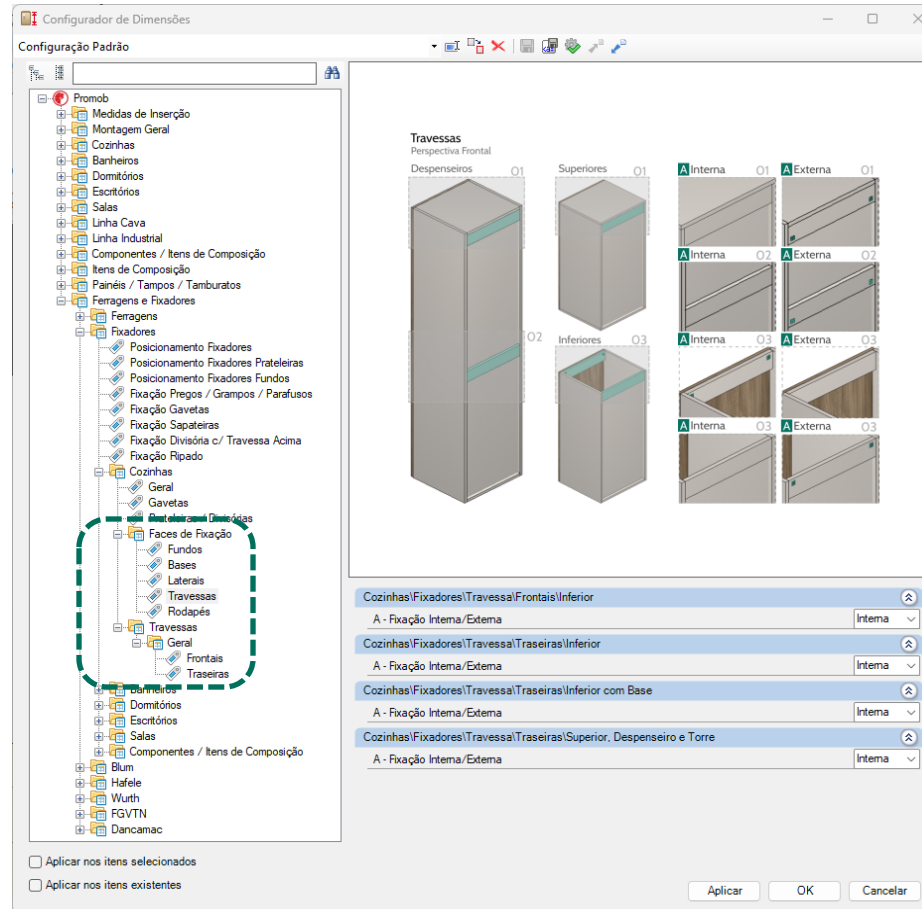 Configurador de Dimensões
Configuração Padrão
Promob
Medidas de Inserção
Montagem Geral
Cozinhas
Banheiros
Dormitórios
Escritórios
Salas
Linha Cava
Linha Industrial
Componentes / Itens de Composição
Itens de Composição
Painéis / Tampos / Tamburatos
Ferragens e Fixadores
Ferragens
Fixadores
Posicionamento Fixadores
Posicionamento Fixadores Prateleiras
Posicionamento Fixadores Fundos
Fixação Pregos / Grampos / Parafusos
Fixação Gavetas
Fixação Sapateiras
Fixação Divisória c/ Travessa Acima
Fixação Ripado
Cozinhas
Geral
Gavetas
Prateleiras / Divisórias
Faces de Fixação
Fundos
Bases
Laterais
Travessas
Rodapés
Travessas
Geral
Frontais
Traseiras
Banheiros
Dormitórios
Escritórios
Salas
Componentes / Itens de Composição
Blum
Hafele
Wurth
FGVTN
Dancamac
Aplicar nos itens selecionados
Aplicar nos itens existentes
Travessas
Perspectiva Frontal
Despenseiros 01
Superiores 01
A Interna 01 A Externa 01
A Interna 02 A Externa 02
02
Inferiores 03
A Interna 03 A Externa 03
A Interna 03 A Externa 03
Cozinhas\Fixadores\Travessa\Frontais\Inferior
A - Fixação Interna/Externa Interna
Cozinhas\Fixadores\Travessa\Traseiras\Inferior
A - Fixação Interna/Externa Interna
Cozinhas\Fixadores\Travessa\Traseiras\Inferior com Base
A - Fixação Interna/Externa Interna
Cozinhas\Fixadores\Travessa\Traseiras\Superior, Despenseiro e Torre
A - Fixação Interna/Externa Interna
Aplicar OK Cancelar